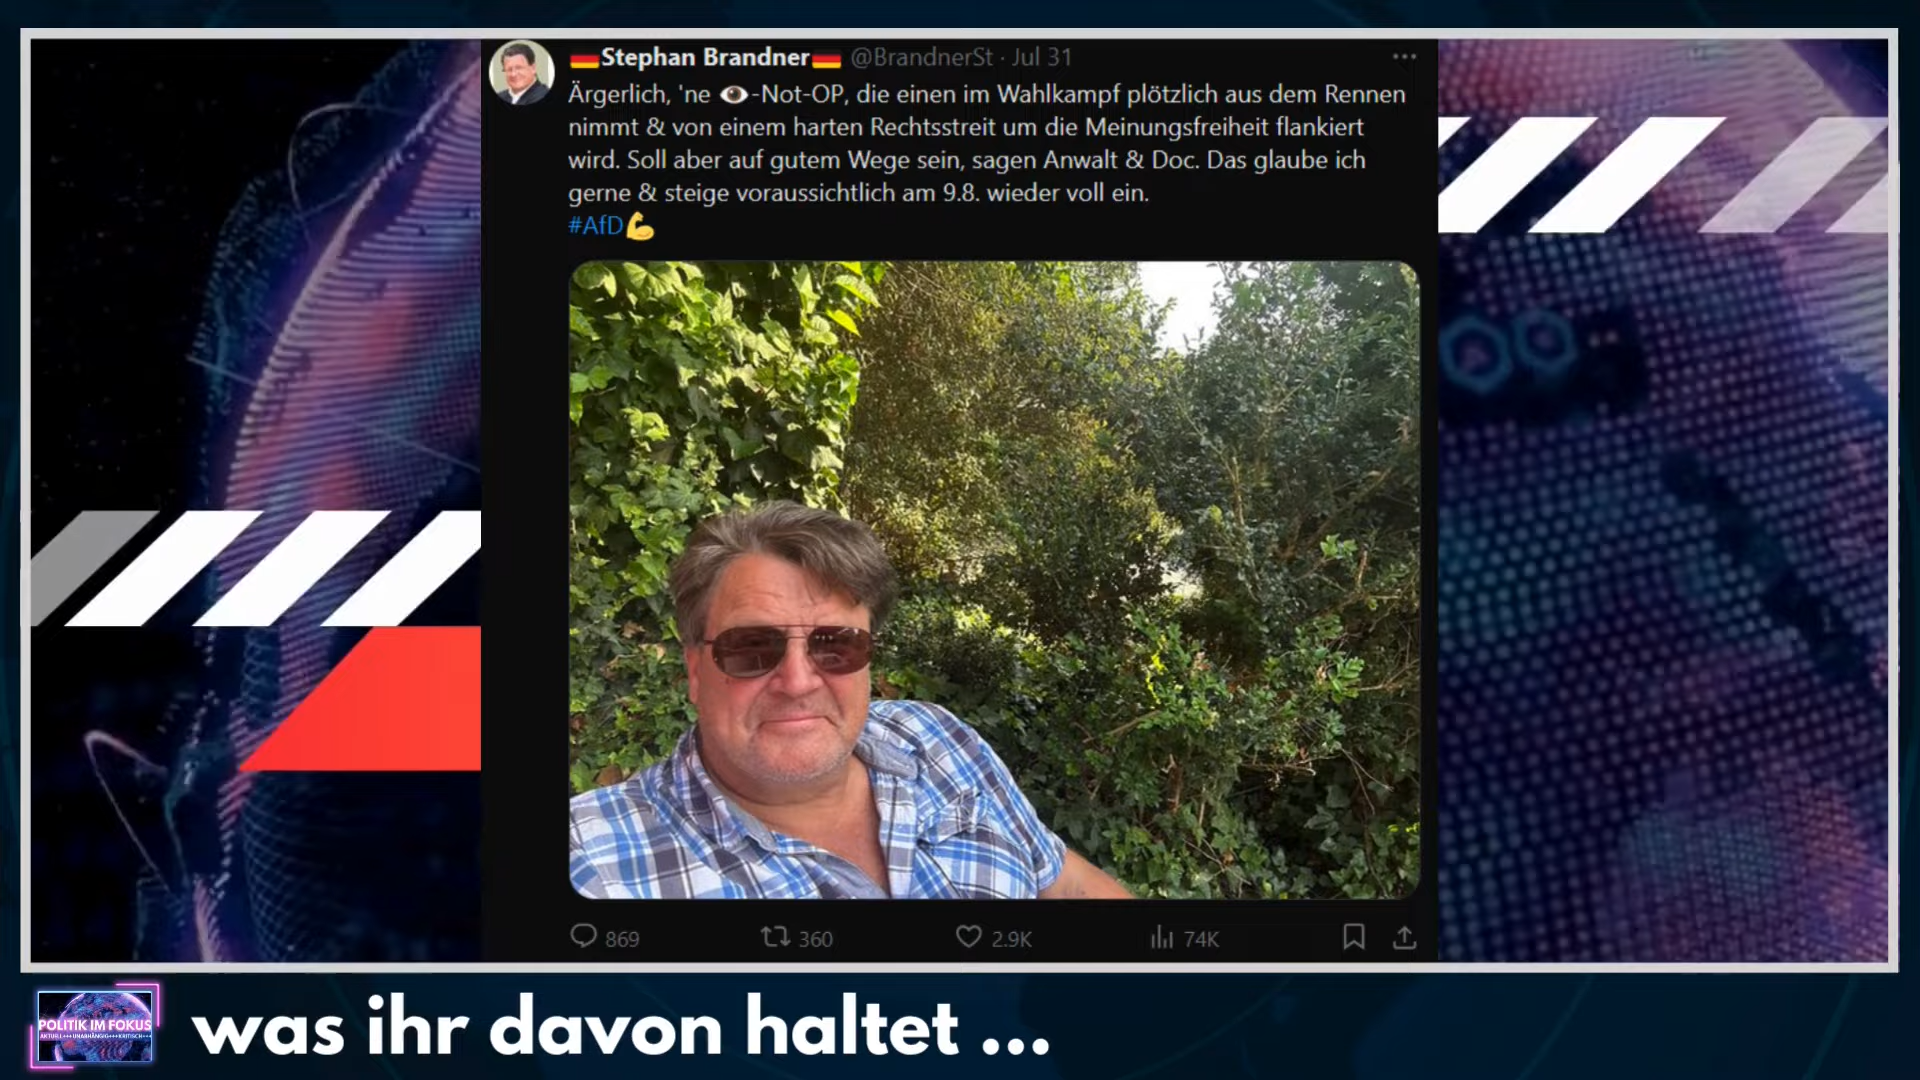 🇩🇪Stephan Brandner🇩🇪 @BrandnerSt · Jul 31
Ärgerlich, 'ne 👁-Not-OP, die einen im Wahlkampf plötzlich aus dem Rennen
nimmt & von einem harten Rechtsstreit um die Meinungsfreiheit flankiert
wird. Soll aber auf gutem Wege sein, sagen Anwalt & Doc. Das glaube ich
gerne & steige voraussichtlich am 9.8. wieder voll ein.
#AfD💪
869 360 2.9K 74K
POLITIK IM FOKUS
AKTUELL+++UNABHÄNGIG+++KRITISCH+++
was ihr davon haltet ...